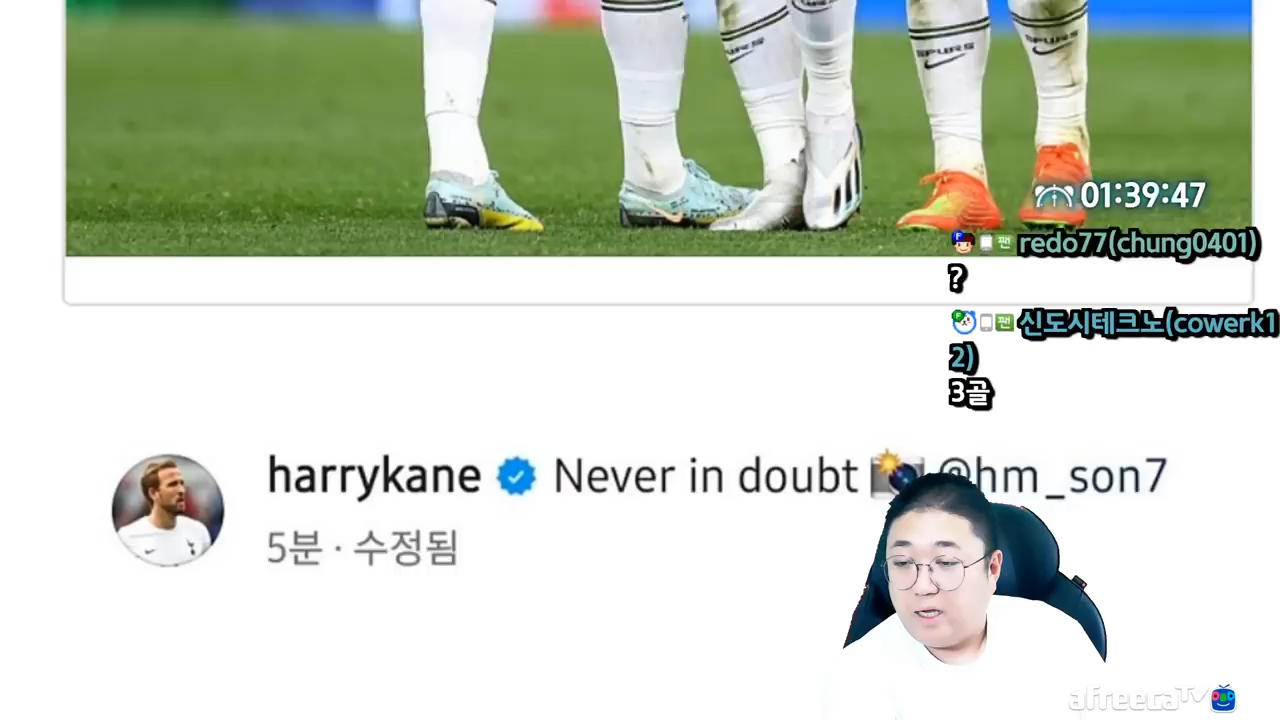 SPURS
SPURS
SPURS
01:39:47
redo77(chung0401)
?
신도시테크노(cowerk1
2)
3골
harrykane Never in doubt @hm_son7
5분 · 수정됨
afreecaTV